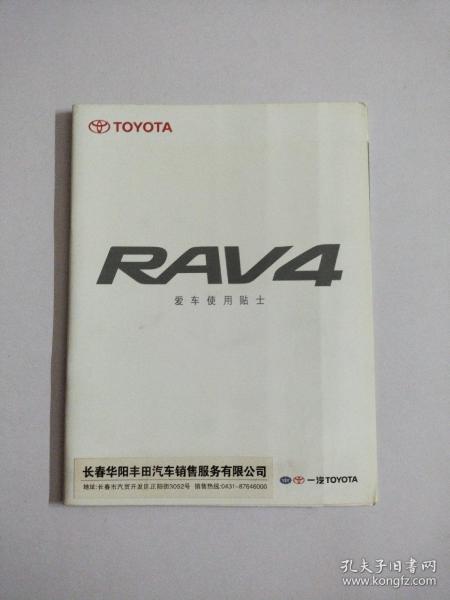 TOYOTA
RAV4
爱车使用贴士
长春华阳丰田汽车销售服务有限公司
地址:长春市汽贸开发区正阳街3052号 销售热线:0431-87646000
一汽TOYOTA
孔夫子旧书网
www.kongfz.com